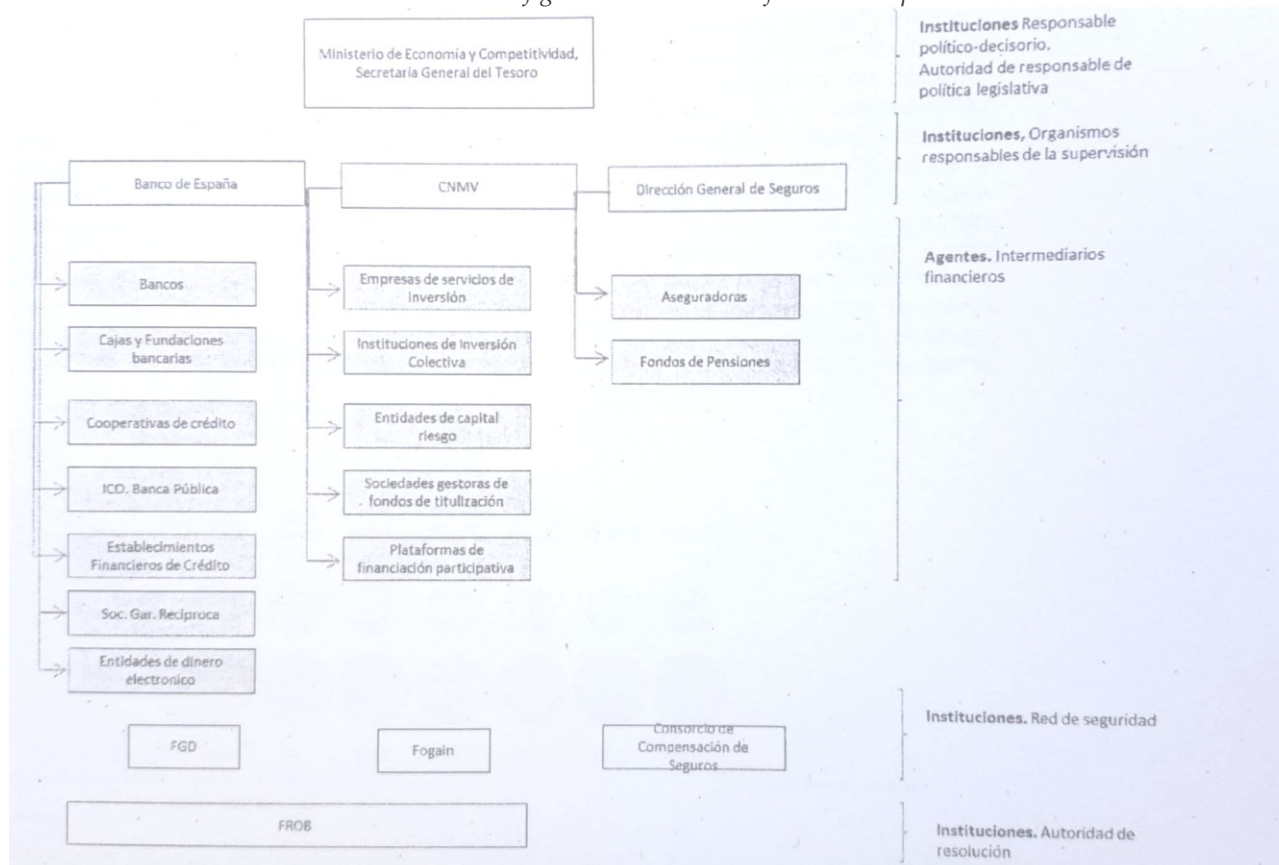 Ministerio de Economía y Competitividad,
Secretaría General del Tesoro
Instituciones Responsable
político-decisorio.
Autoridad de responsable de
política legislativa
Instituciones, Organismos
responsables de la supervisión
Banco de España
CNMV
Dirección General de Seguros
Agentes. Intermediarios
financieros
Bancos
Cajas y Fundaciones
bancarias
Cooperativas de crédito
ICO. Banca Pública
Establecimientos
Financieros de Crédito
Soc. Gar. Reciproca
Entidades de dinero
electronico
Empresas de servicios de
Inversión
Instituciones de Inversión
Colectiva
Entidades de capital
riesgo
Sociedades gestoras de
fondos de titulización
Plataformas de
financiación participativa
Aseguradoras
Fondos de Pensiones
FGD
Fogain
Consorcio de
Compensación de
Seguros
Instituciones. Red de seguridad
FROB
Instituciones. Autoridad de
resolución